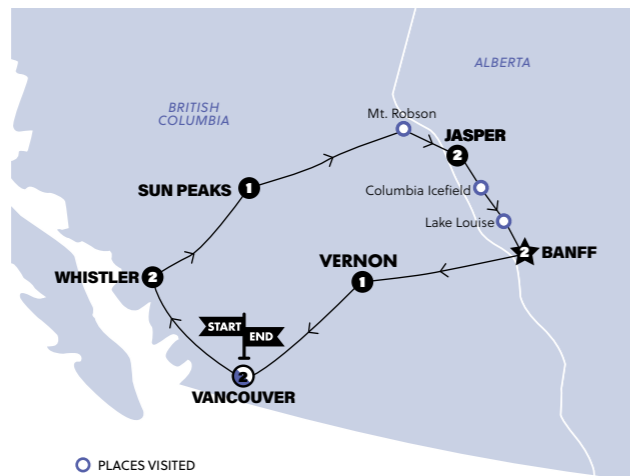 ALBERTA
BRITISH
COLUMBIA
Mt. Robson
JASPER
2
SUN PEAKS
1
Columbia Icefield
Lake Louise
2
BANFF
VERNON
1
WHISTLER
2
START
END
2
VANCOUVER
PLACES VISITED